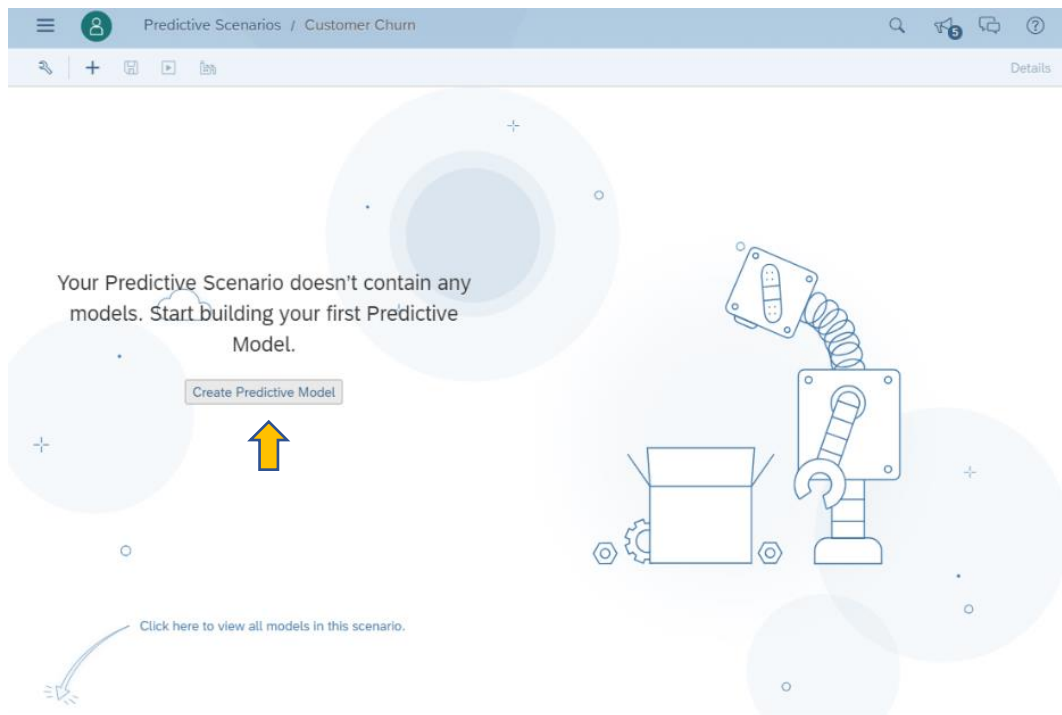 Predictive Scenarios / Customer Churn
5
Details
Your Predictive Scenario doesn't contain any
models. Start building your first Predictive
Model.
Create Predictive Model
Click here to view all models in this scenario.